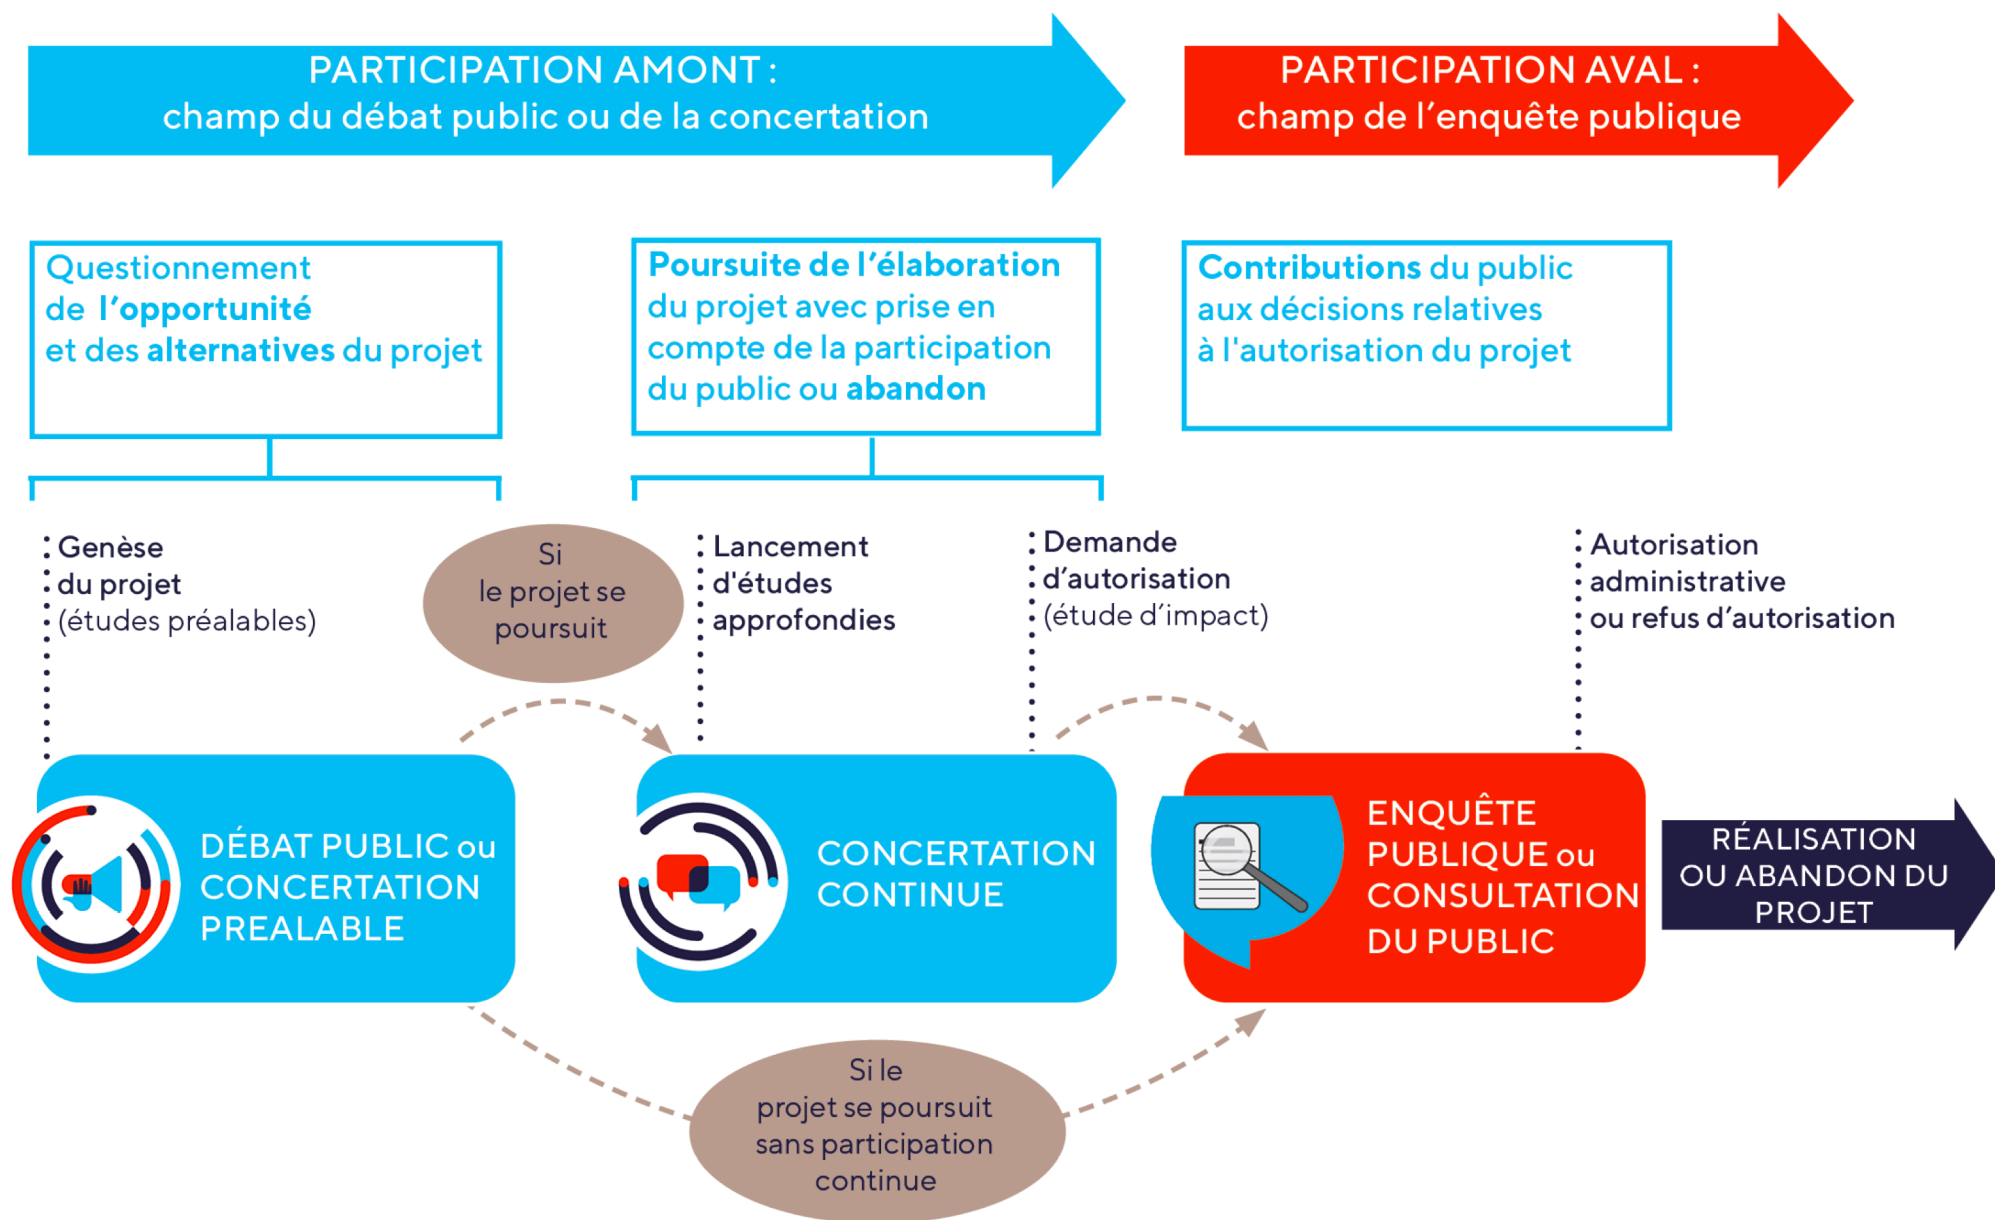 PARTICIPATION AMONT :
champ du débat public ou de la concertation
PARTICIPATION AVAL :
champ de l’enquête publique
Questionnement
de l’opportunité
et des alternatives du projet
Poursuite de l’élaboration
du projet avec prise en
compte de la participation
du public ou abandon
Contributions du public
aux décisions relatives
à l'autorisation du projet
Genèse
du projet
(études préalables)
Si
le projet se
poursuit
Lancement
d'études
approfondies
Demande
d’autorisation
(étude d’impact)
Autorisation
administrative
ou refus d’autorisation
DÉBAT PUBLIC ou
CONCERTATION
PREALABLE
CONCERTATION
CONTINUE
ENQUÊTE
PUBLIQUE ou
CONSULTATION
DU PUBLIC
RÉALISATION
OU ABANDON DU
PROJET
Si le
projet se poursuit
sans participation
continue